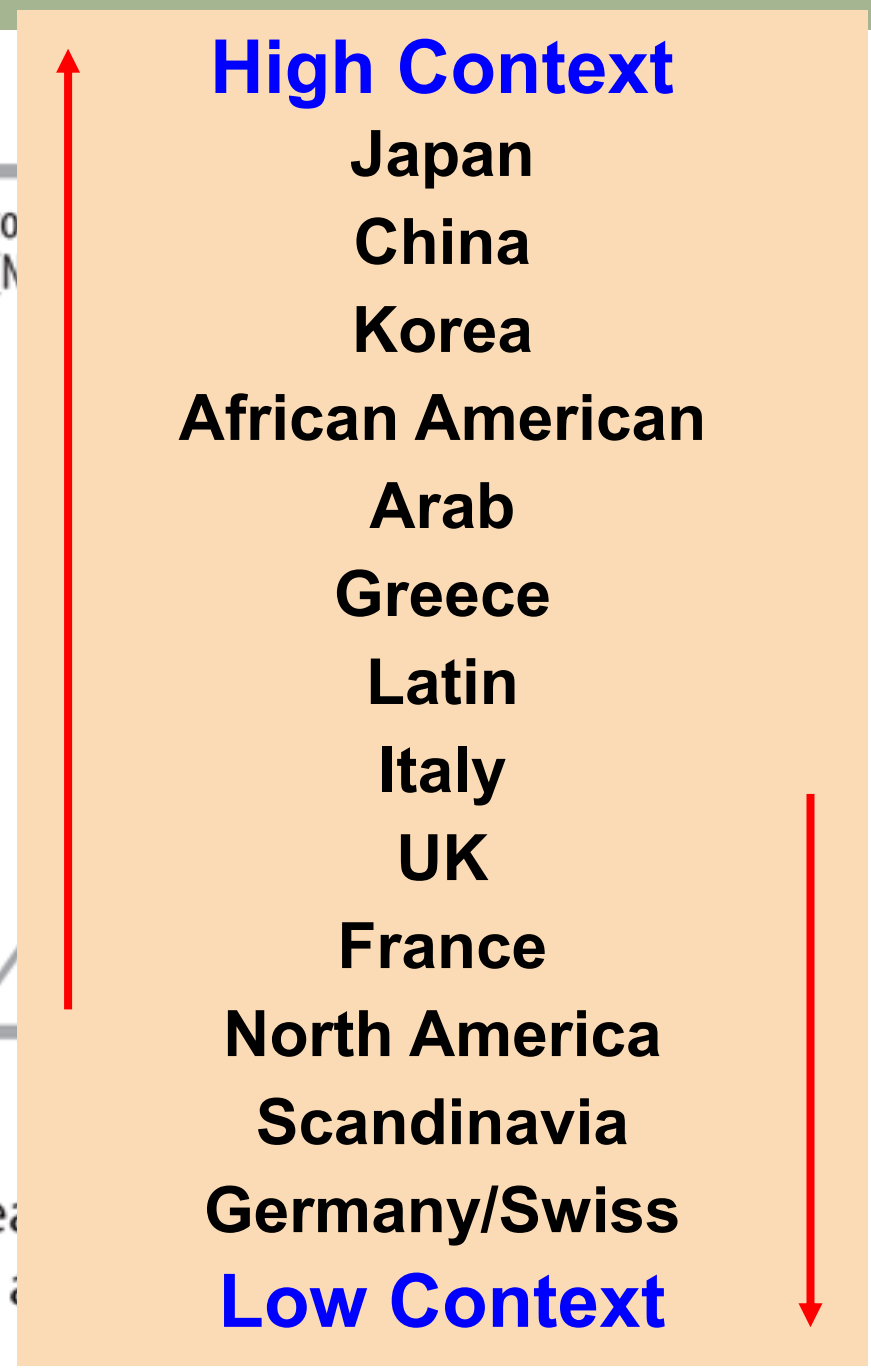 High Context
Japan
China
Korea
African American
Arab
Greece
Latin
Italy
UK
France
North America
Scandinavia
Germany/Swiss
Low Context